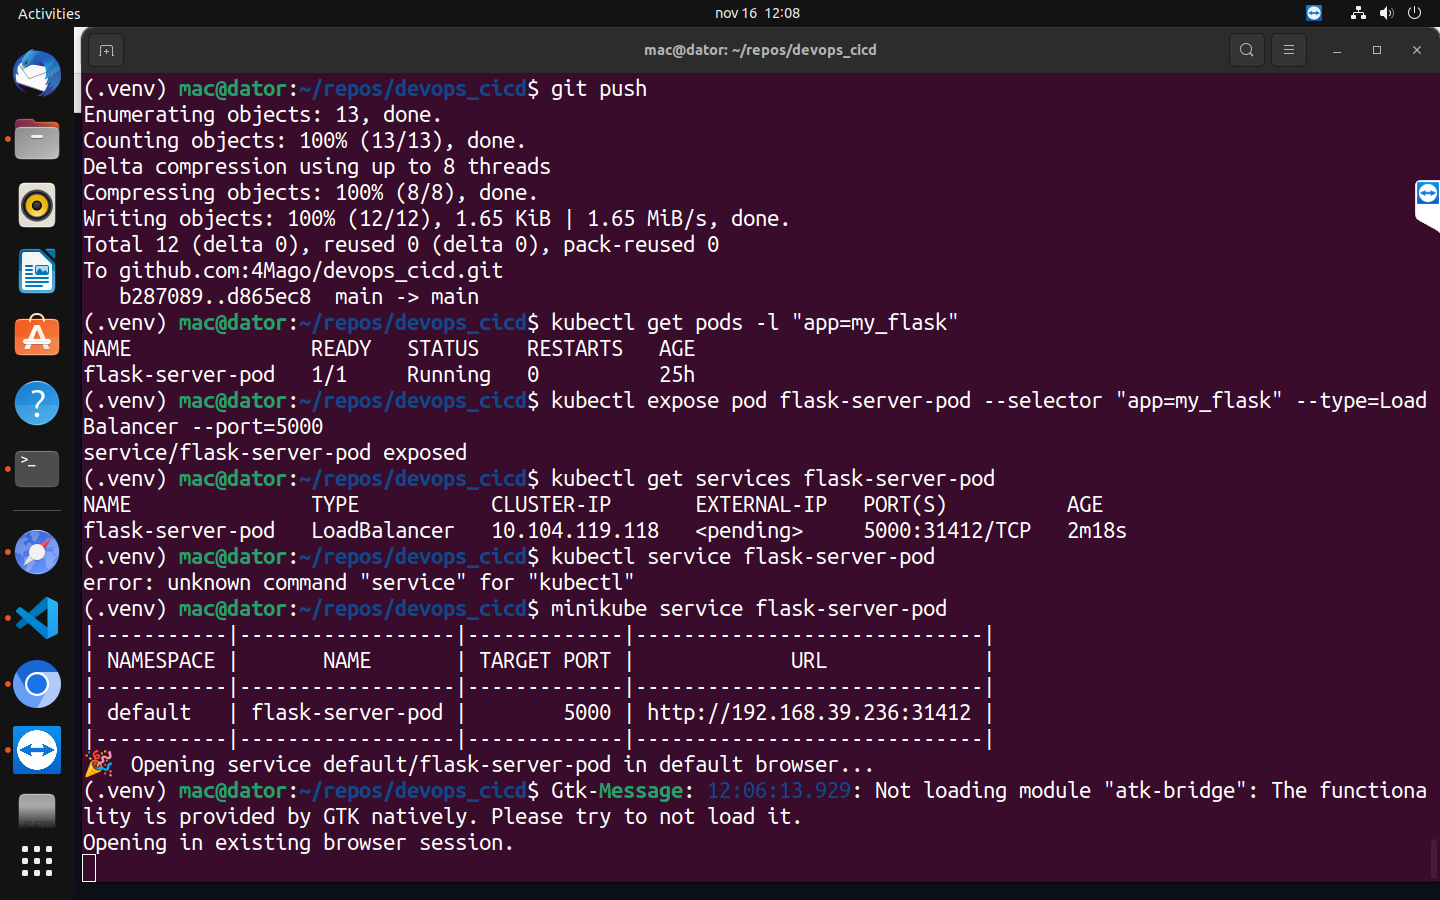 Activities
nov 16 12:08
mac@dator: ~/repos/devops_cicd
(.venv) mac@dator:~/repos/devops_cicd$ git push
Enumerating objects: 13, done.
Counting objects: 100% (13/13), done.
Delta compression using up to 8 threads
Compressing objects: 100% (8/8), done.
Writing objects: 100% (12/12), 1.65 KiB | 1.65 MiB/s, done.
Total 12 (delta 0), reused 0 (delta 0), pack-reused 0
To github.com:4Mago/devops_cicd.git
   b287089..d865ec8  main -> main
(.venv) mac@dator:~/repos/devops_cicd$ kubectl get pods -l "app=my_flask"
NAME               READY   STATUS    RESTARTS   AGE
flask-server-pod   1/1     Running   0          25h
(.venv) mac@dator:~/repos/devops_cicd$ kubectl expose pod flask-server-pod --selector "app=my_flask" --type=Load
Balancer --port=5000
service/flask-server-pod exposed
(.venv) mac@dator:~/repos/devops_cicd$ kubectl get services flask-server-pod
NAME               TYPE           CLUSTER-IP       EXTERNAL-IP   PORT(S)          AGE
flask-server-pod   LoadBalancer   10.104.119.118   <pending>     5000:31412/TCP   2m18s
(.venv) mac@dator:~/repos/devops_cicd$ kubectl service flask-server-pod
error: unknown command "service" for "kubectl"
(.venv) mac@dator:~/repos/devops_cicd$ minikube service flask-server-pod
|-----------|------------------|-------------|-----------------------------|
| NAMESPACE |       NAME       | TARGET PORT |             URL             |
|-----------|------------------|-------------|-----------------------------|
| default   | flask-server-pod |        5000 | http://192.168.39.236:31412 |
|-----------|------------------|-------------|-----------------------------|
🎉 Opening service default/flask-server-pod in default browser...
(.venv) mac@dator:~/repos/devops_cicd$ Gtk-Message: 12:06:13.929: Not loading module "atk-bridge": The functiona
lity is provided by GTK natively. Please try to not load it.
Opening in existing browser session.